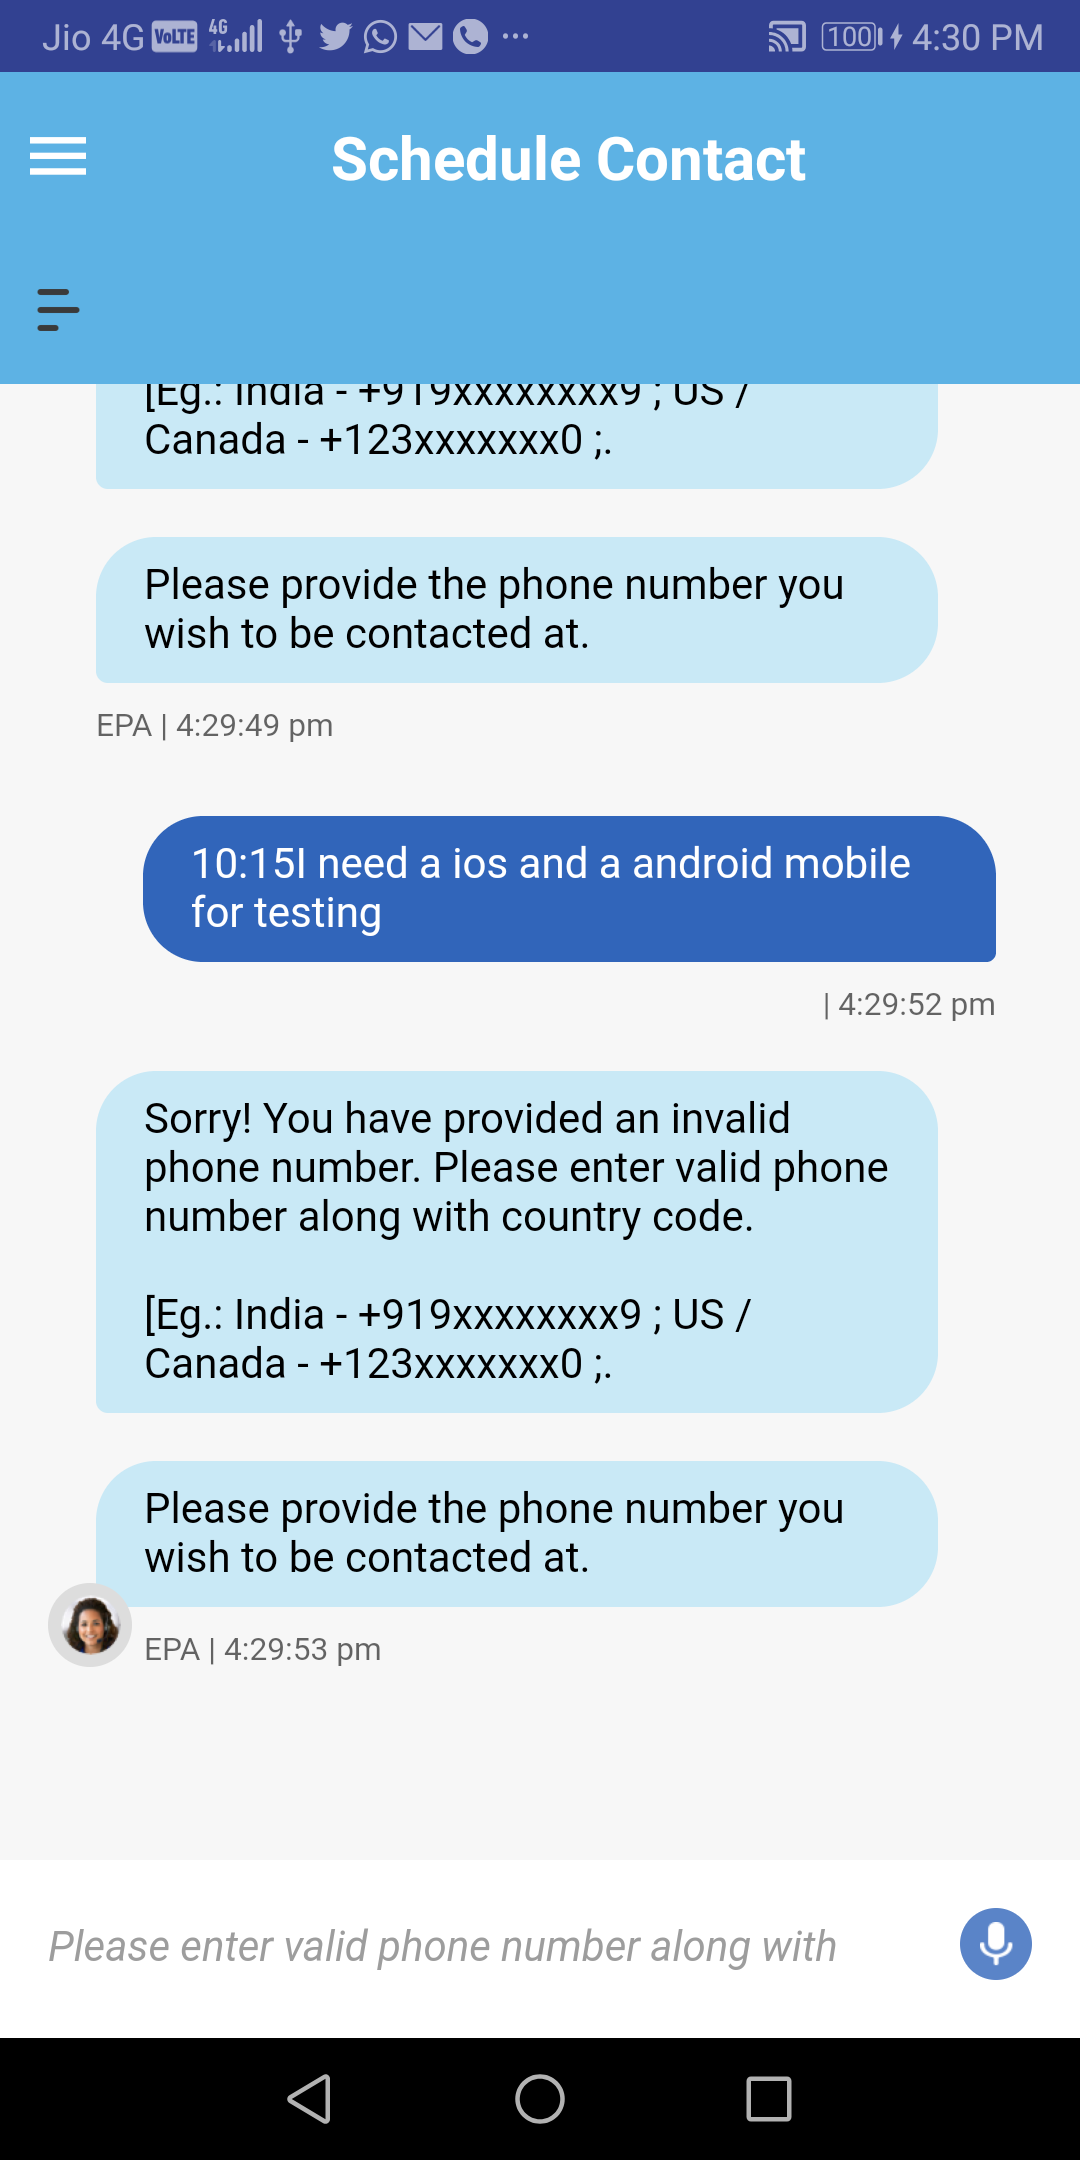 Jio 4G VoLTE 4G 100 4:30 PM
Schedule Contact
[Eg.: India - +919xxxxxxxx9 ; US /
Canada - +123xxxxxxx0 ;.
Please provide the phone number you
wish to be contacted at.
EPA | 4:29:49 pm
10:15I need a ios and a android mobile
for testing
| 4:29:52 pm
Sorry! You have provided an invalid
phone number. Please enter valid phone
number along with country code.
[Eg.: India - +919xxxxxxxx9 ; US /
Canada - +123xxxxxxx0 ;.
Please provide the phone number you
wish to be contacted at.
EPA | 4:29:53 pm
Please enter valid phone number along with